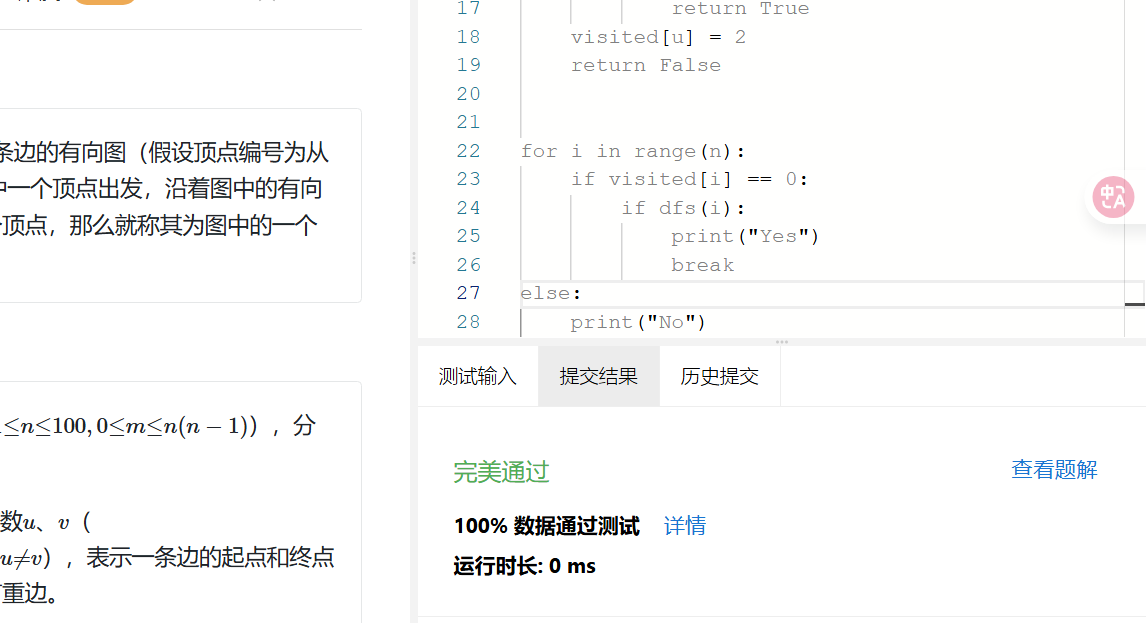 条边的有向图（假设顶点编号为从
中一个顶点出发，沿着图中的有向
顶点，那么就称其为图中的一个
≤n≤100, 0≤m≤n(n − 1)），分
数u、v（
u≠v），表示一条边的起点和终点
重边。
17 return True
18 visited[u] = 2
19 return False
20
21
22 for i in range(n):
23 if visited[i] == 0:
24 if dfs(i):
25 print("Yes")
26 break
27 else:
28 print("No")
中A
测试输入 提交结果 历史提交
完美通过 查看题解
100% 数据通过测试 详情
运行时长: 0 ms